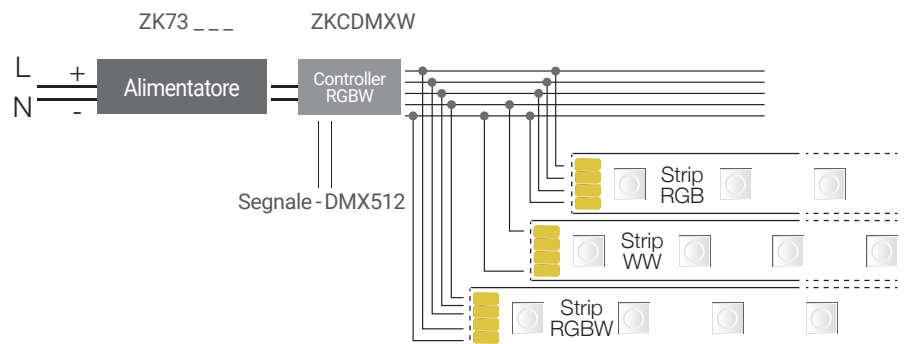 ZK73 _ _ _
ZKCDMXW
L
+
Alimentatore
Controller
RGBW
N
-
Segnale - DMX512
Strip
RGB
Strip
WW
Strip
RGBW